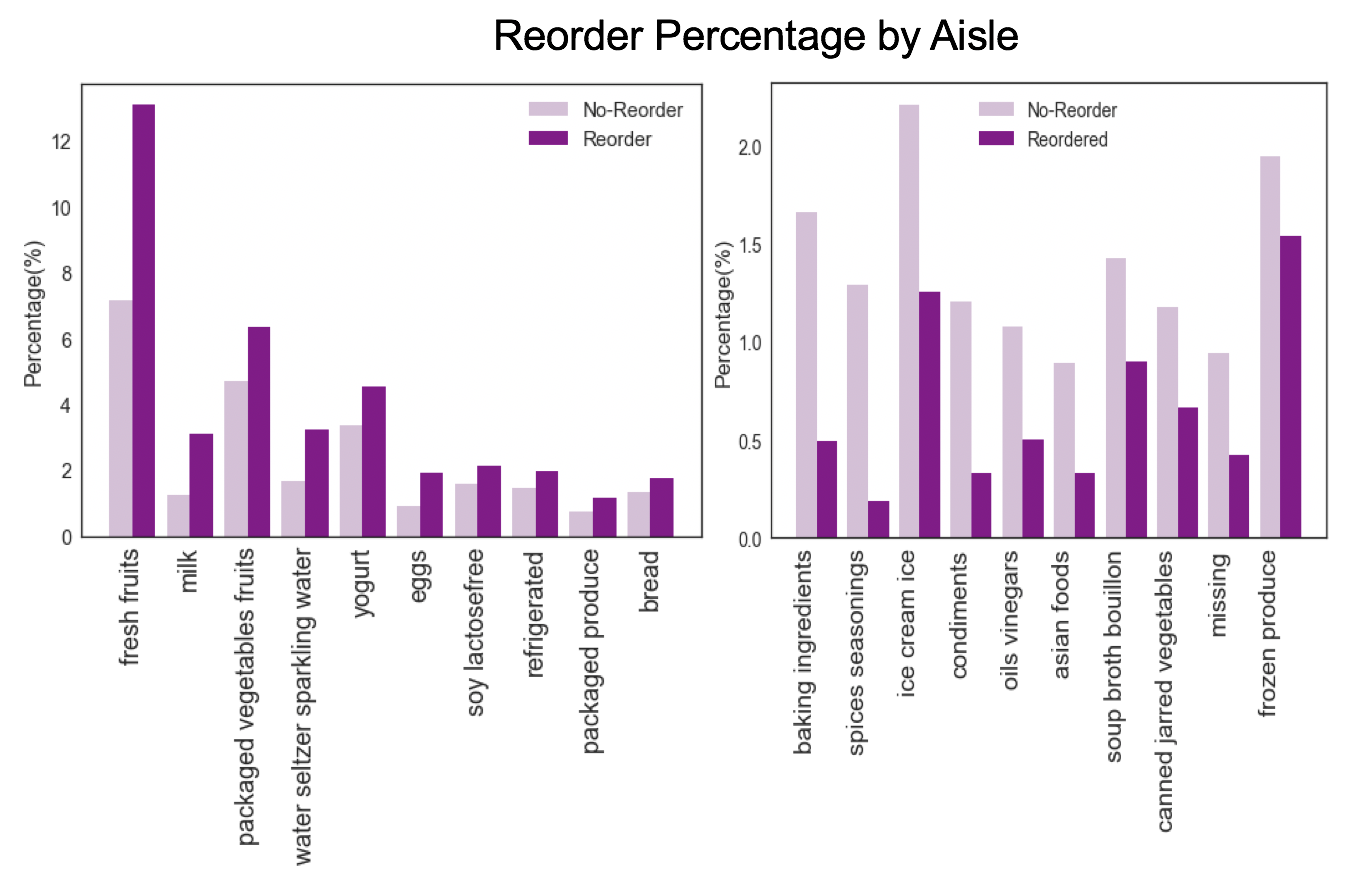 Reorder Percentage by Aisle
No-Reorder
Reorder
Percentage(%)
12
10
8
6
4
2
0
fresh fruits
milk
packaged vegetables fruits
water seltzer sparkling water
yogurt
eggs
soy lactosefree
refrigerated
packaged produce
bread
No-Reorder
Reordered
Percentage(%)
2.0
1.5
1.0
0.5
0.0
baking ingredients
spices seasonings
ice cream ice
condiments
oils vinegars
asian foods
soup broth bouillon
canned jarred vegetables
missing
frozen produce